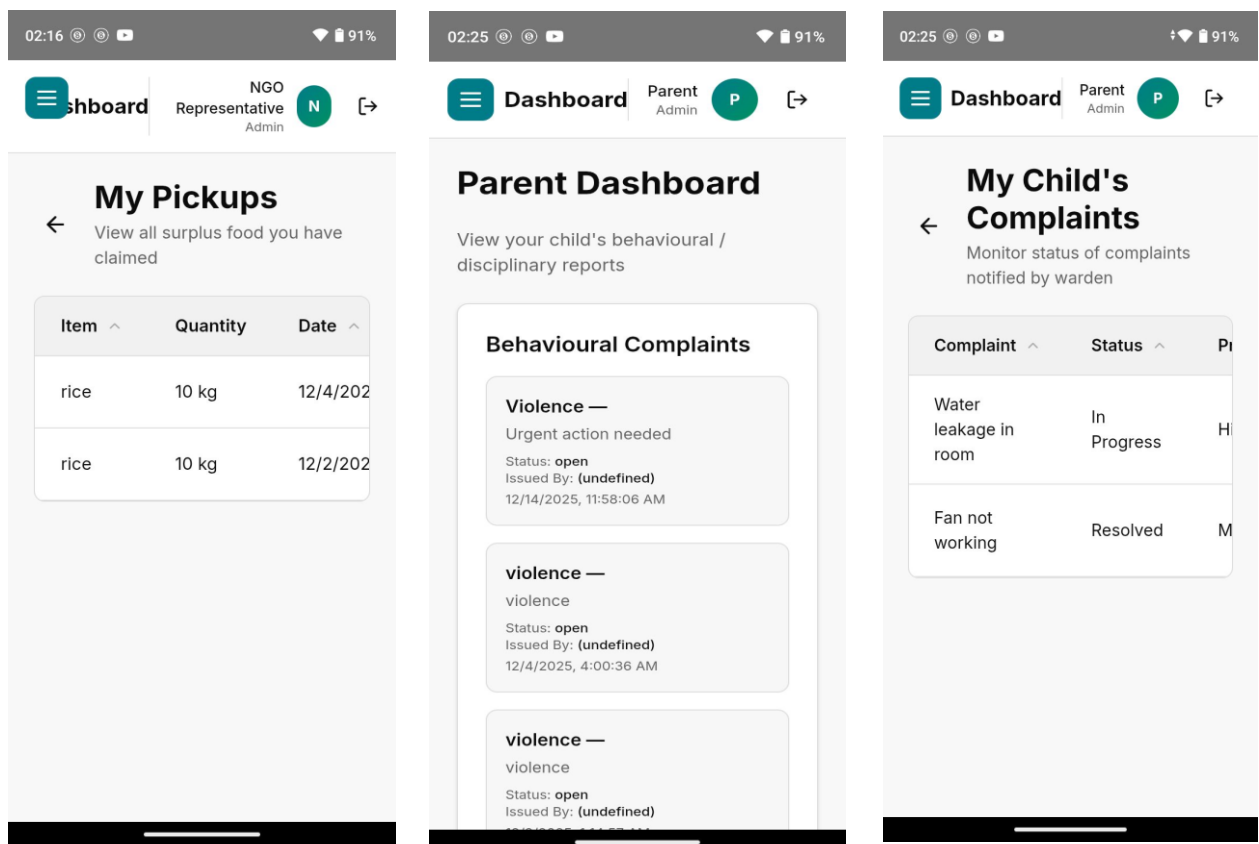 02:16 91%
NGO
shboard Representative N
Admin
My Pickups
View all surplus food you have
claimed
Item Quantity Date
rice 10 kg 12/4/202
rice 10 kg 12/2/202
02:25 91%
Dashboard Parent P
Admin
Parent Dashboard
View your child's behavioural /
disciplinary reports
Behavioural Complaints
Violence —
Urgent action needed
Status: open
Issued By: (undefined)
12/14/2025, 11:58:06 AM
violence —
violence
Status: open
Issued By: (undefined)
12/4/2025, 4:00:36 AM
violence —
violence
Status: open
Issued By: (undefined)
02:25 91%
Dashboard Parent P
Admin
My Child's
Complaints
Monitor status of complaints
notified by warden
Complaint Status Pr
Water
leakage in
room
In
Progress
Hi
Fan not
working
Resolved M